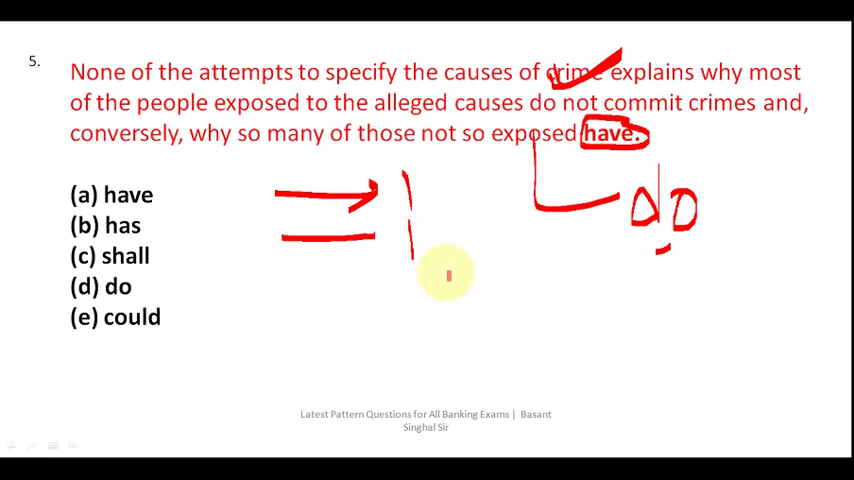 5.
None of the attempts to specify the causes of crime explains why most
of the people exposed to the alleged causes do not commit crimes and,
conversely, why so many of those not so exposed have.
(a) have
(b) has
(c) shall
(d) do
(e) could
do
Latest Pattern Questions for All Banking Exams | Basant
Singhal Sir